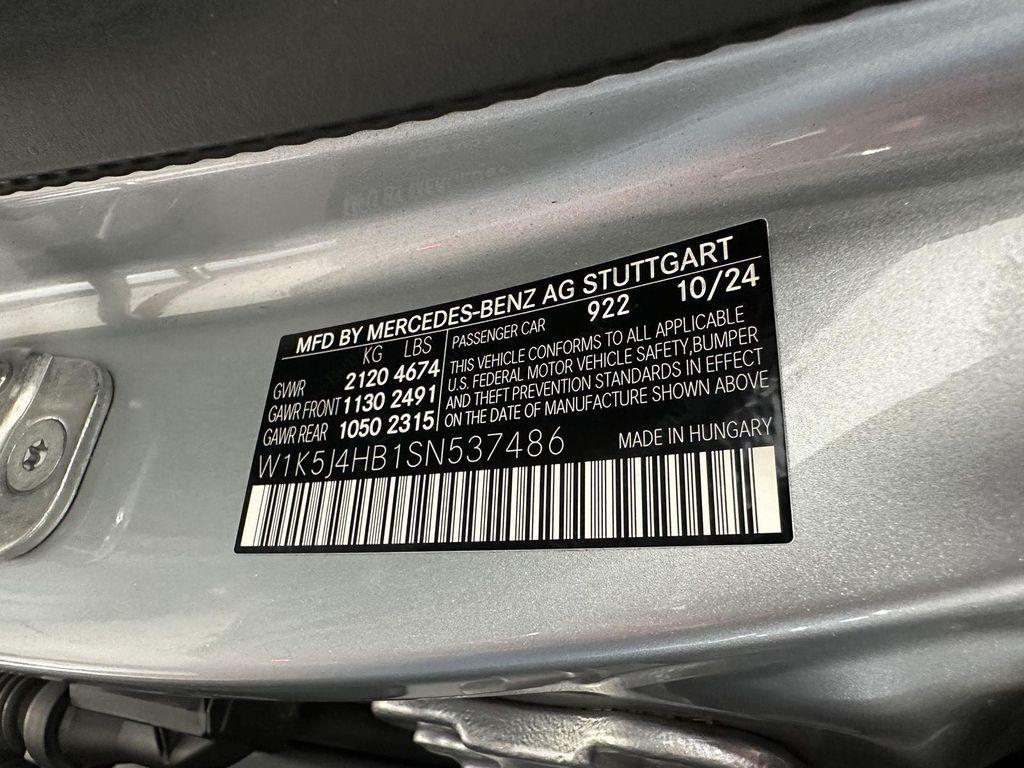 MFD BY MERCEDES-BENZ AG STUTTGART
KG LBS
GVWR 2120 4674
GAWR FRONT 1130 2491
GAWR REAR 1050 2315
PASSENGER CAR 922 10/24
THIS VEHICLE CONFORMS TO ALL APPLICABLE
U.S. FEDERAL MOTOR VEHICLE SAFETY,BUMPER
AND THEFT PREVENTION STANDARDS IN EFFECT
ON THE DATE OF MANUFACTURE SHOWN ABOVE
W1K5J4HB1SN537486
MADE IN HUNGARY